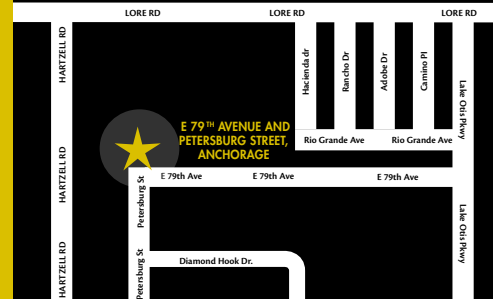 LORE RD
LORE RD
LORE RD
HARTZELL RD
Hacienda dr
Rancho Dr
Adobe Dr
Camino Pl
Lake Otis Pkwy
E 79TH AVENUE AND
PETERSBURG STREET,
ANCHORAGE
Rio Grande Ave
Rio Grande Ave
HARTZELL RD
Petersburg St
E 79th Ave
E 79th Ave
E 79th Ave
Lake Otis Pkwy
HARTZELL RD
Petersburg St
Diamond Hook Dr.